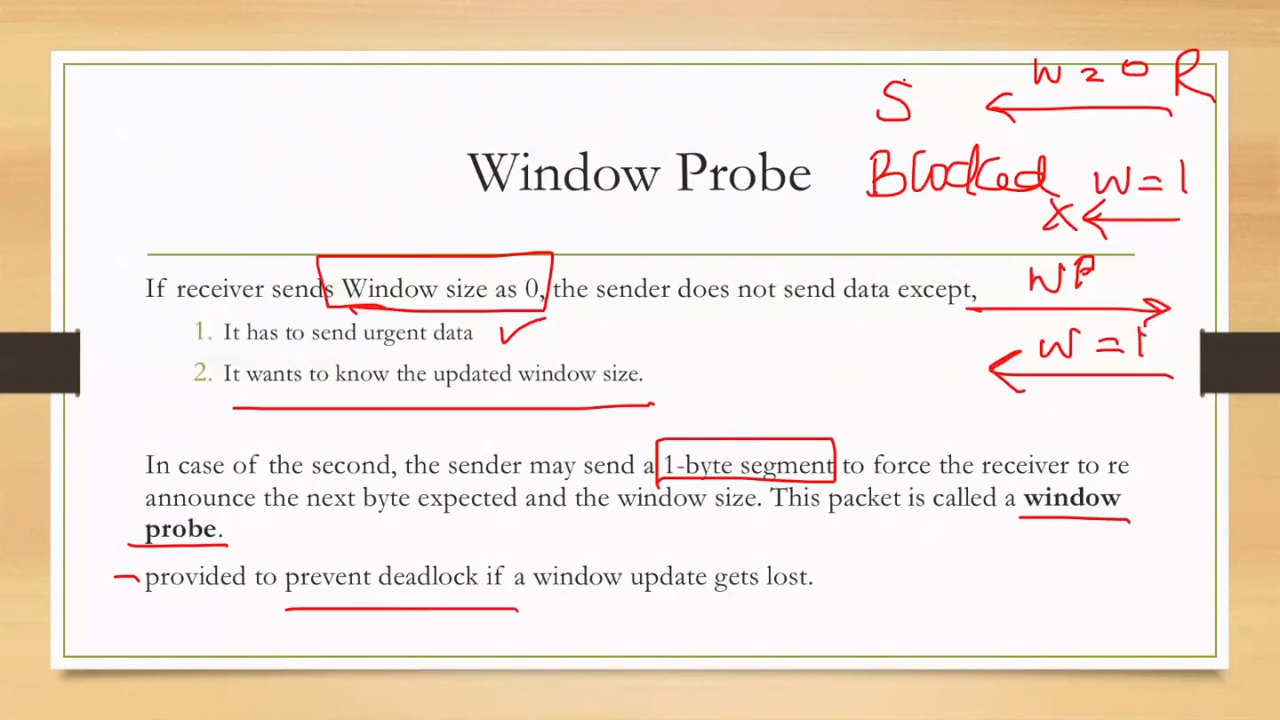 W = 0 R
S
Window Probe
Blocked W = 1
X
If receiver sends Window size as 0, the sender does not send data except,
WP
1. It has to send urgent data
W = 1
2. It wants to know the updated window size.
In case of the second, the sender may send a 1-byte segment to force the receiver to re
announce the next byte expected and the window size. This packet is called a window
probe.
provided to prevent deadlock if a window update gets lost.